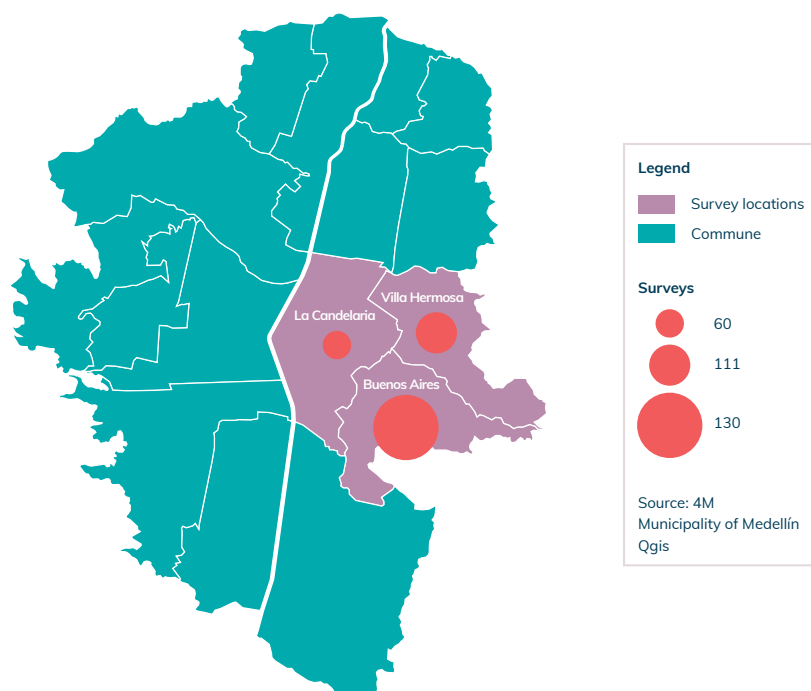 Villa Hermosa
La Candelaria
Buenos Aires
Legend
Survey locations
Commune
Surveys
60
111
130
Source: 4M
Municipality of Medellín
Qgis